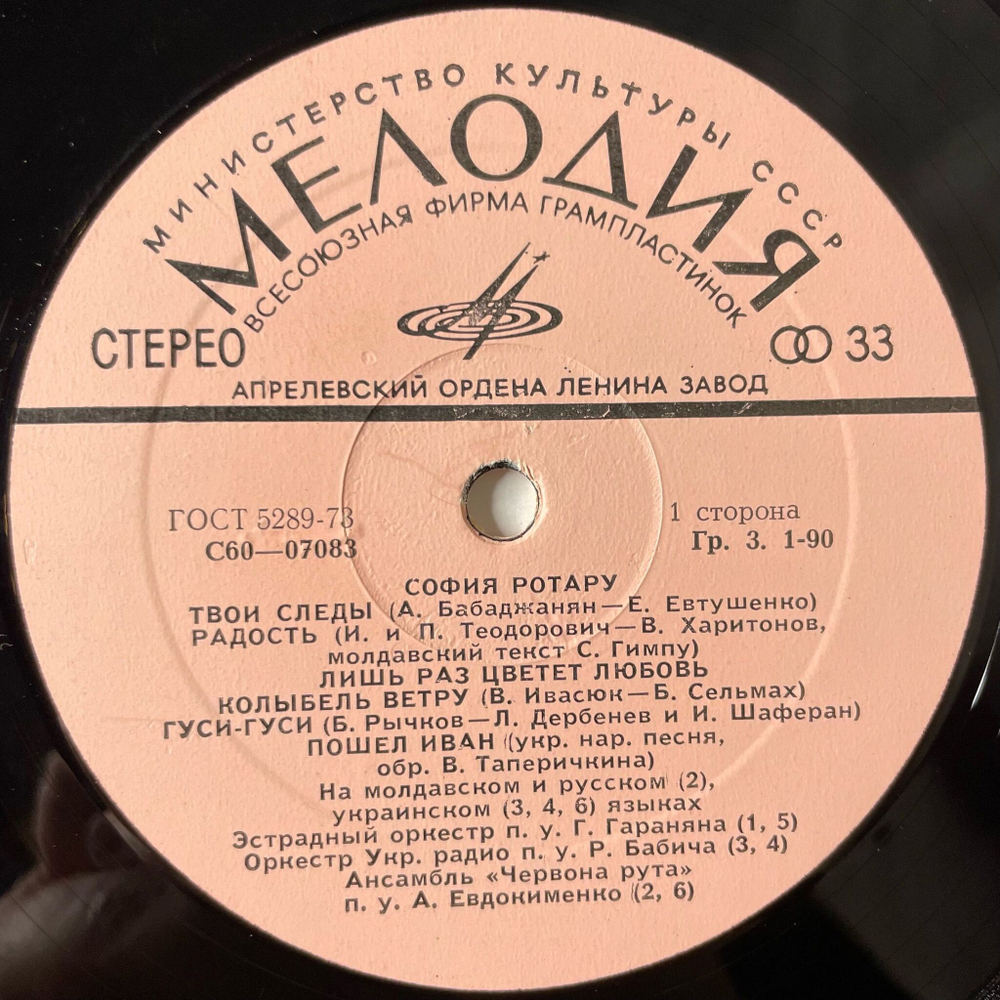 МИНИСТЕРСТВО КУЛЬТУРЫ СССР
МЕЛОДИЯ
ВСЕСОЮЗНАЯ ФИРМА ГРАМПЛАСТИНОК
СТЕРЕО
33
АПРЕЛЕВСКИЙ ОРДЕНА ЛЕНИНА ЗАВОД
ГОСТ 5289-73
1 сторона
С60—07083
Гр. 3. 1-90
СОФИЯ РОТАРУ
ТВОИ СЛЕДЫ (А. Бабаджанян—Е. Евтушенко)
РАДОСТЬ (И. и П. Теодорович—В. Харитонов,
молдавский текст С. Гимпу)
ЛИШЬ РАЗ ЦВЕТЕТ ЛЮБОВЬ
КОЛЫБЕЛЬ ВЕТРУ (В. Ивасюк—Б. Сельмах)
ГУСИ-ГУСИ (Б. Рычков—Л. Дербенев и И. Шаферан)
ПОШЕЛ ИВАН (укр. нар. песня,
обр. В. Таперичкина)
На молдавском и русском (2),
украинском (3, 4, 6) языках
Эстрадный оркестр п. у. Г. Гараняна (1, 5)
Оркестр Укр. радио п. у. Р. Бабича (3, 4)
Ансамбль «Червона рута»
п. у. А. Евдокименко (2, 6)